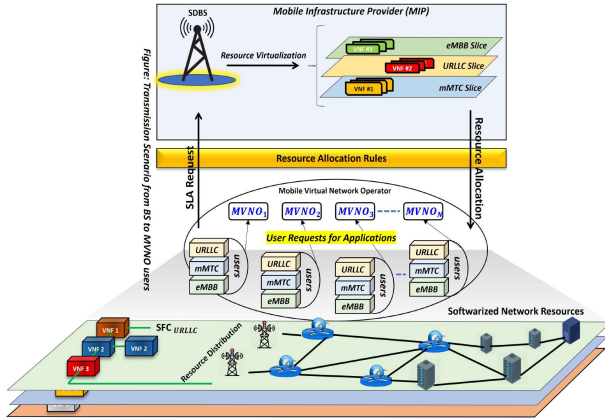 Mobile Infrastructure Provider (MIP)
SDBS
Resource Virtualization
VNF #3
eMBB Slice
VNF #2
URLLC Slice
VNF #1
mMTC Slice
Figure: Transmission Scenario from BS to MVNO users
SLA Request
Resource Allocation
Resource Allocation Rules
Mobile Virtual Network Operator
MVNO1
MVNO2
MVNO3
MVNON
User Requests for Applications
URLLC
mMTC
eMBB
users
URLLC
mMTC
eMBB
users
URLLC
mMTC
eMBB
users
URLLC
mMTC
eMBB
users
Softwarized Network Resources
VNF 1
SFC URLLC
VNF 2
VNF 2
VNF 3
Resource Distribution